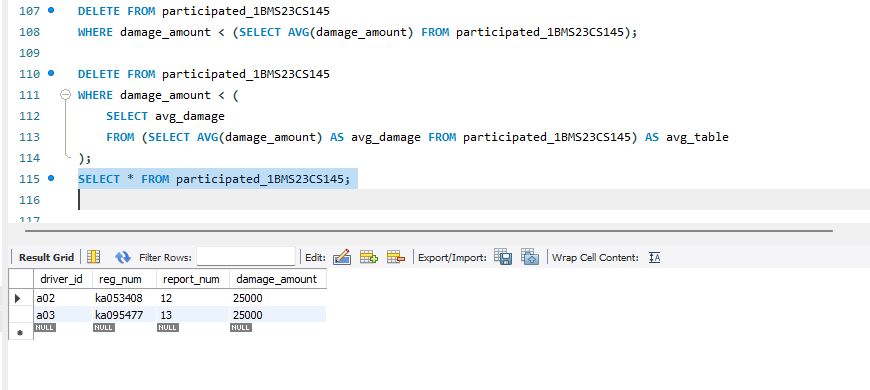 107 DELETE FROM participated_1BMS23CS145
108 WHERE damage_amount < (SELECT AVG(damage_amount) FROM participated_1BMS23CS145);
109
110 DELETE FROM participated_1BMS23CS145
111 WHERE damage_amount < (
112 SELECT avg_damage
113 FROM (SELECT AVG(damage_amount) AS avg_damage FROM participated_1BMS23CS145) AS avg_table
114 );
115 SELECT * FROM participated_1BMS23CS145;
116
117
Result Grid Filter Rows: Edit: Export/Import: Wrap Cell Content: IA
driver_id reg_num report_num damage_amount
a02 ka053408 12 25000
a03 ka095477 13 25000
NULL NULL NULL NULL